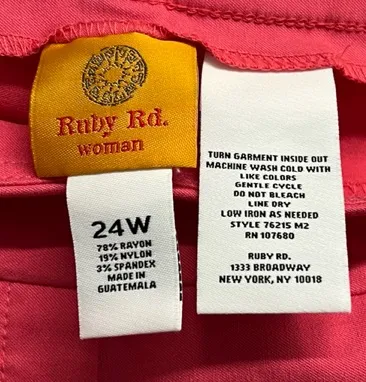 Ruby Rd.
woman
24W
78% RAYON
19% NYLON
3% SPANDEX
MADE IN
GUATEMALA
TURN GARMENT INSIDE OUT
MACHINE WASH COLD WITH
LIKE COLORS
GENTLE CYCLE
DO NOT BLEACH
LINE DRY
LOW IRON AS NEEDED
STYLE 76215 M2
RN 107680
RUBY RD.
1333 BROADWAY
NEW YORK, NY 10018